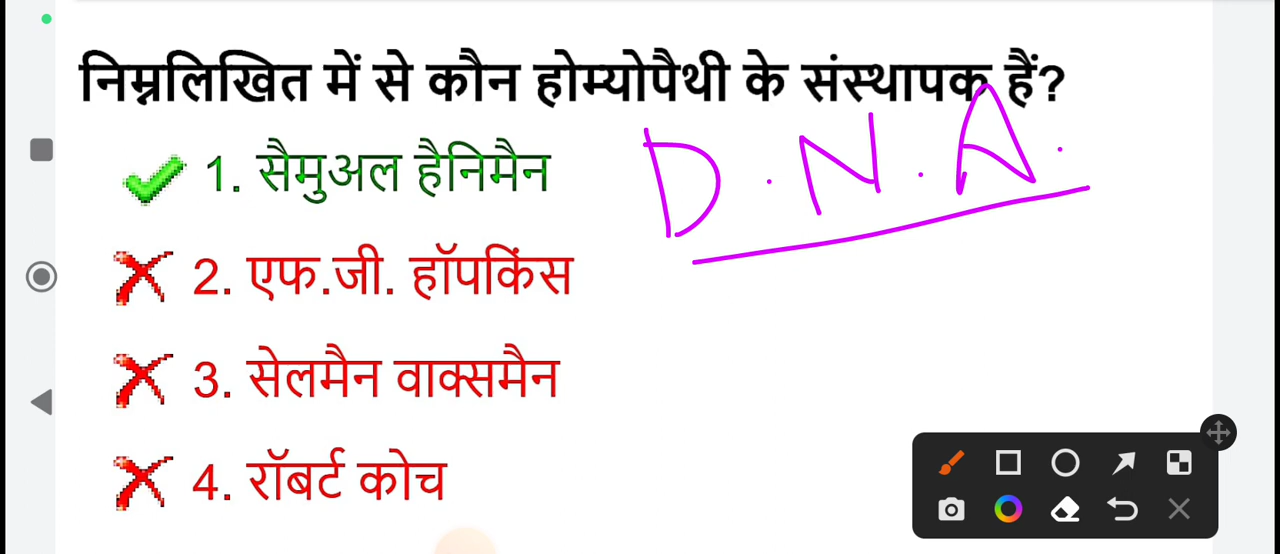 निम्नलिखित में से कौन होम्योपैथी के संस्थापक हैं?
1. सैमुअल हैनिमैन
D.N.A.
2. एफ.जी. हॉपकिंस
3. सेलमैन वाक्समैन
4. रॉबर्ट कोच